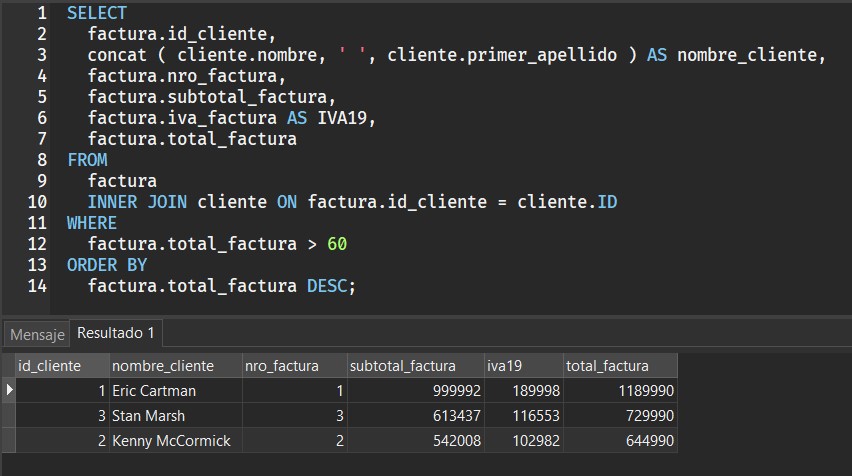 1 SELECT
2 factura.id_cliente,
3 concat ( cliente.nombre, ' ', cliente.primer_apellido ) AS nombre_cliente,
4 factura.nro_factura,
5 factura.subtotal_factura,
6 factura.iva_factura AS IVA19,
7 factura.total_factura
8 FROM
9 factura
10 INNER JOIN cliente ON factura.id_cliente = cliente.ID
11 WHERE
12 factura.total_factura > 60
13 ORDER BY
14 factura.total_factura DESC;
Mensaje Resultado 1
id_cliente nombre_cliente nro_factura subtotal_factura iva19 total_factura
1 Eric Cartman 1 999992 189998 1189990
3 Stan Marsh 3 613437 116553 729990
2 Kenny McCormick 2 542008 102982 644990